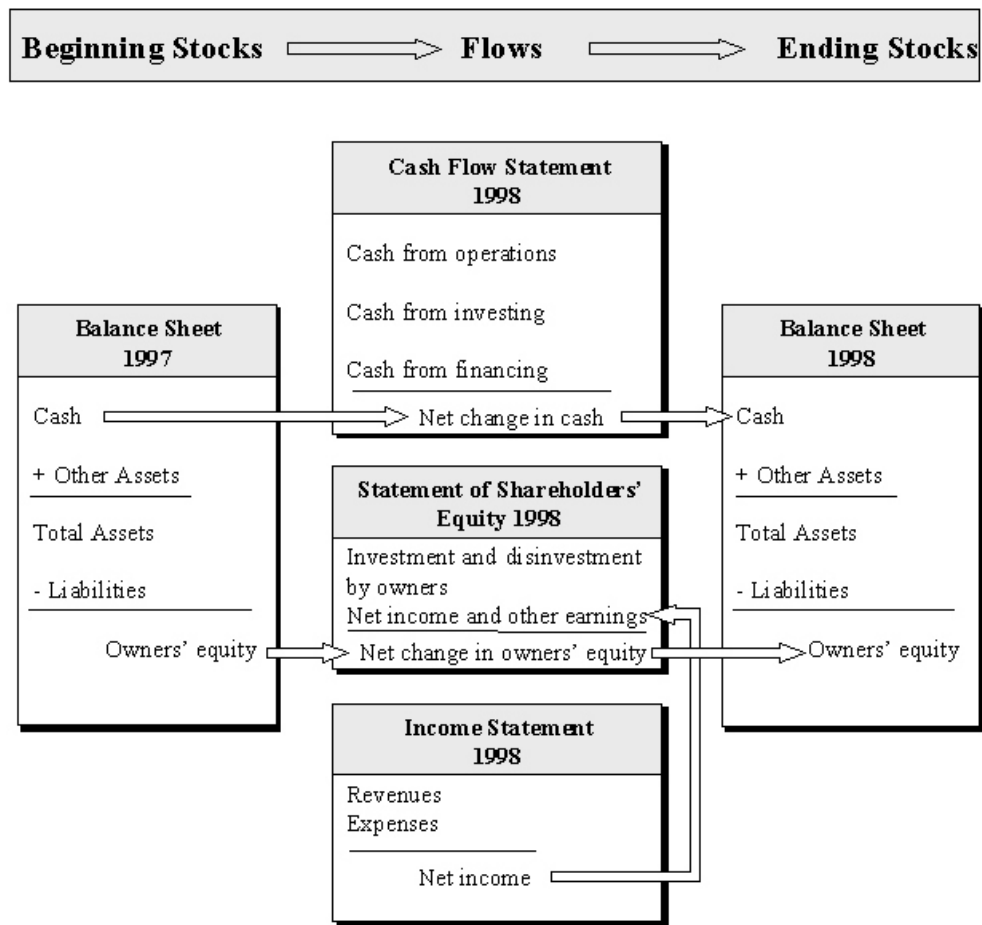 Beginning Stocks Flows Ending Stocks
Cash Flow Statement
1998
Cash from operations
Cash from investing
Cash from financing
Net change in cash
Balance Sheet
1997
Cash
+ Other Assets
Total Assets
- Liabilities
Owners’ equity
Statement of Shareholders’
Equity 1998
Investment and disinvestment
by owners
Net income and other earnings
Net change in owners’ equity
Income Statement
1998
Revenues
Expenses
Net income
Balance Sheet
1998
Cash
+ Other Assets
Total Assets
- Liabilities
Owners’ equity